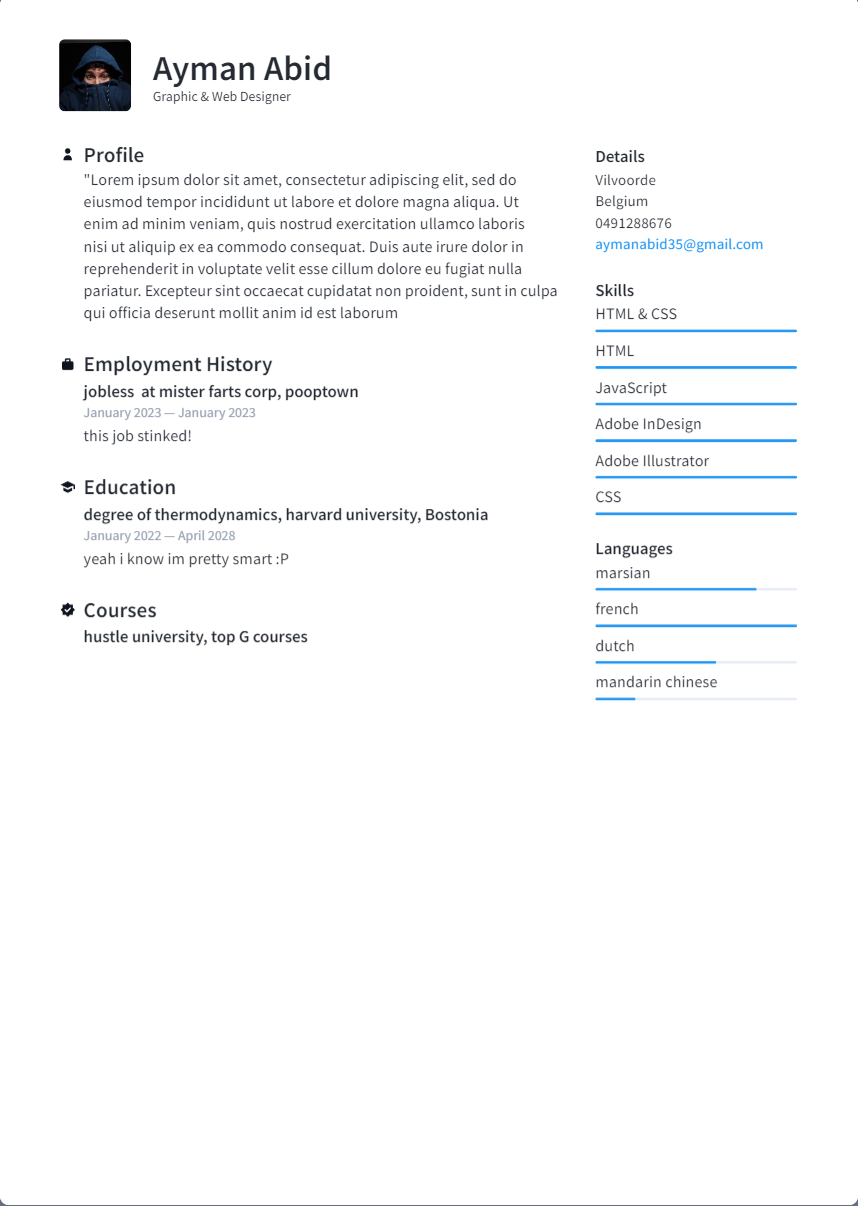 Ayman Abid
Graphic & Web Designer
Profile
"Lorem ipsum dolor sit amet, consectetur adipiscing elit, sed do
eiusmod tempor incididunt ut labore et dolore magna aliqua. Ut
enim ad minim veniam, quis nostrud exercitation ullamco laboris
nisi ut aliquip ex ea commodo consequat. Duis aute irure dolor in
reprehenderit in voluptate velit esse cillum dolore eu fugiat nulla
pariatur. Excepteur sint occaecat cupidatat non proident, sunt in culpa
qui officia deserunt mollit anim id est laborum
Employment History
jobless  at mister farts corp, pooptown
January 2023 — January 2023
this job stinked!
Education
degree of thermodynamics, harvard university, Bostonia
January 2022 — April 2028
yeah i know im pretty smart :P
Courses
hustle university, top G courses
Details
Vilvoorde
Belgium
0491288676
aymanabid35@gmail.com
Skills
HTML & CSS
HTML
JavaScript
Adobe InDesign
Adobe Illustrator
CSS
Languages
marsian
french
dutch
mandarin chinese